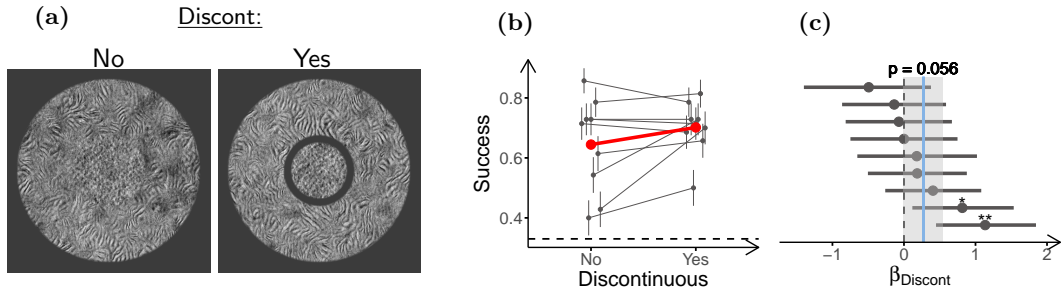 (a)
Discont:
No
Yes
(b)
Success
0.8
0.6
0.4
No
Yes
Discontinuous
(c)
p = 0.056
*
**
−1
0
1
2
βDiscont